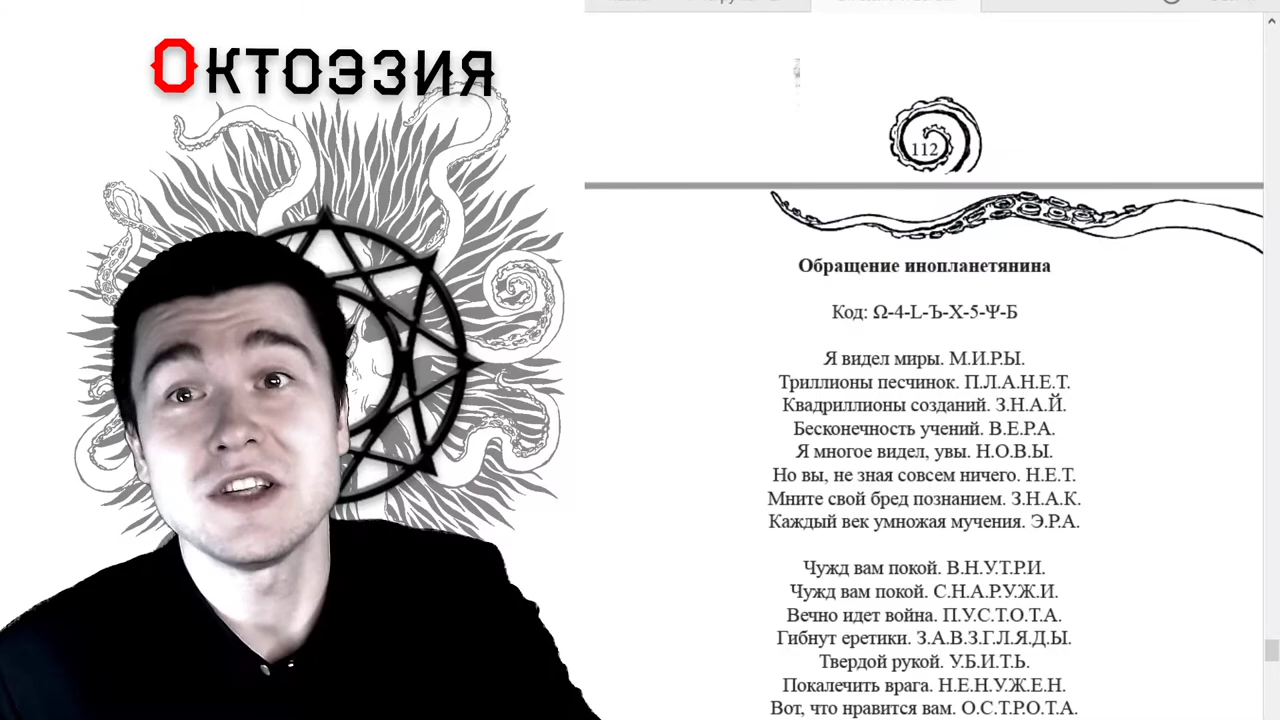 Октоэзия
112
Обращение инопланетянина
Код: Ω-4-L-Ъ-Х-5-Ψ-Б
Я видел миры. М.И.Р.Ы.
Триллионы песчинок. П.Л.А.Н.Е.Т.
Квадриллионы созданий. З.Н.А.Й.
Бесконечность учений. В.Е.Р.А.
Я многое видел, увы. Н.О.В.Ы.
Но вы, не зная совсем ничего. Н.Е.Т.
Мните свой бред познанием. З.Н.А.К.
Каждый век умножая мучения. Э.Р.А.
Чужд вам покой. В.Н.У.Т.Р.И.
Чужд вам покой. С.Н.А.Р.У.Ж.И.
Вечно идет война. П.У.С.Т.О.Т.А.
Гибнут еретики. З.А.В.З.Г.Л.Я.Д.Ы.
Твердой рукой. У.Б.И.Т.Ь.
Покалечить врага. Н.Е.Н.У.Ж.Е.Н.
Вот, что нравится вам. О.С.Т.Р.О.Т.А.